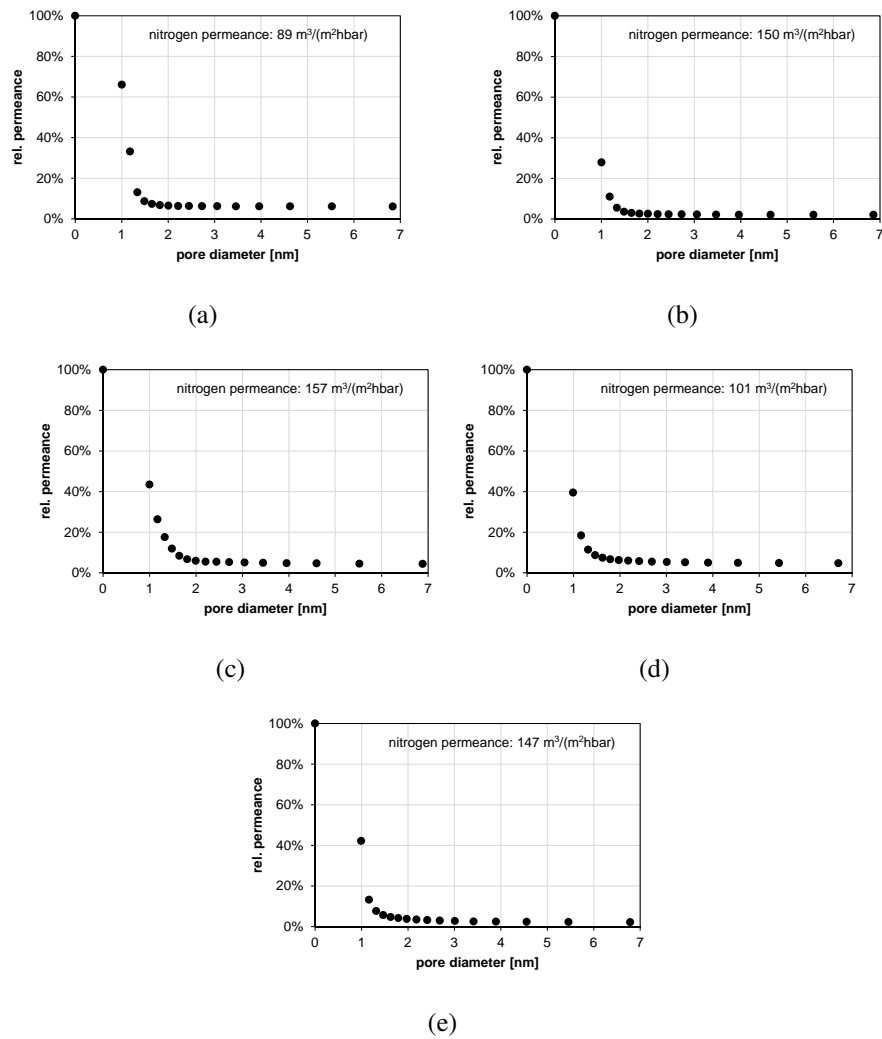 nitrogen permeance: 89 m³/(m²hbar)
100%
80%
60%
40%
20%
0%
rel. permeance
0 1 2 3 4 5 6 7
pore diameter [nm]
(a)
nitrogen permeance: 150 m³/(m²hbar)
100%
80%
60%
40%
20%
0%
rel. permeance
0 1 2 3 4 5 6 7
pore diameter [nm]
(b)
nitrogen permeance: 157 m³/(m²hbar)
100%
80%
60%
40%
20%
0%
rel. permeance
0 1 2 3 4 5 6 7
pore diameter [nm]
(c)
nitrogen permeance: 101 m³/(m²hbar)
100%
80%
60%
40%
20%
0%
rel. permeance
0 1 2 3 4 5 6 7
pore diameter [nm]
(d)
nitrogen permeance: 147 m³/(m²hbar)
100%
80%
60%
40%
20%
0%
rel. permeance
0 1 2 3 4 5 6 7
pore diameter [nm]
(e)